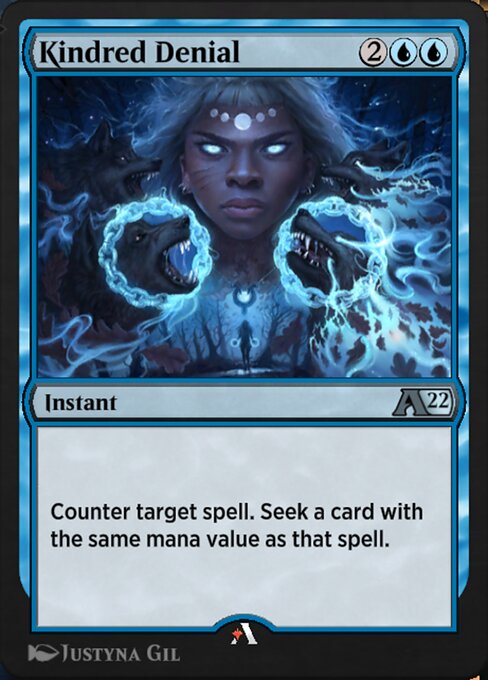 Kindred Denial 2
Instant
22
Counter target spell. Seek a card with
the same mana value as that spell.
Justyna Gil